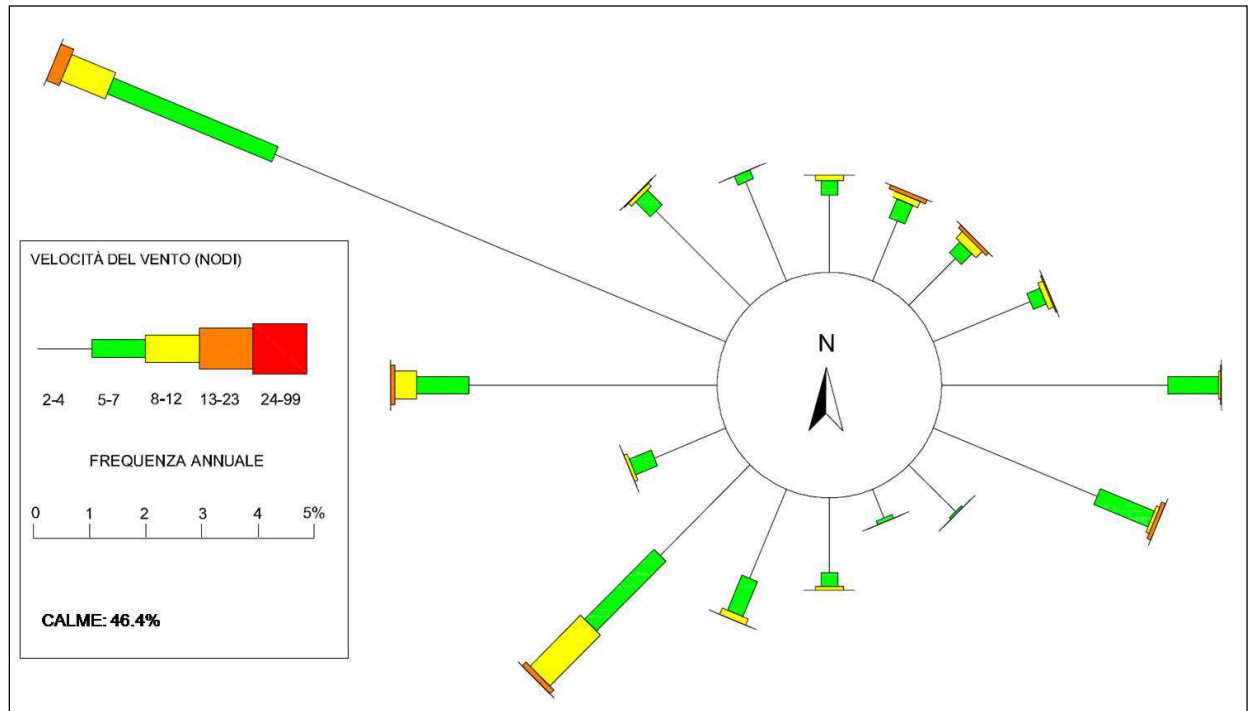 N
VELOCITÀ DEL VENTO (NODI)
2-4 5-7 8-12 13-23 24-99
FREQUENZA ANNUALE
0 1 2 3 4 5%
CALME: 46.4%